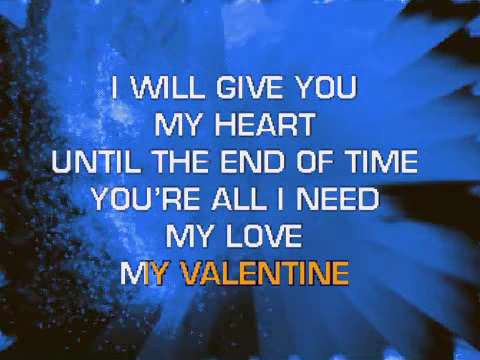 I WILL GIVE YOU
MY HEART
UNTIL THE END OF TIME
YOU'RE ALL I NEED
MY LOVE
MY VALENTINE